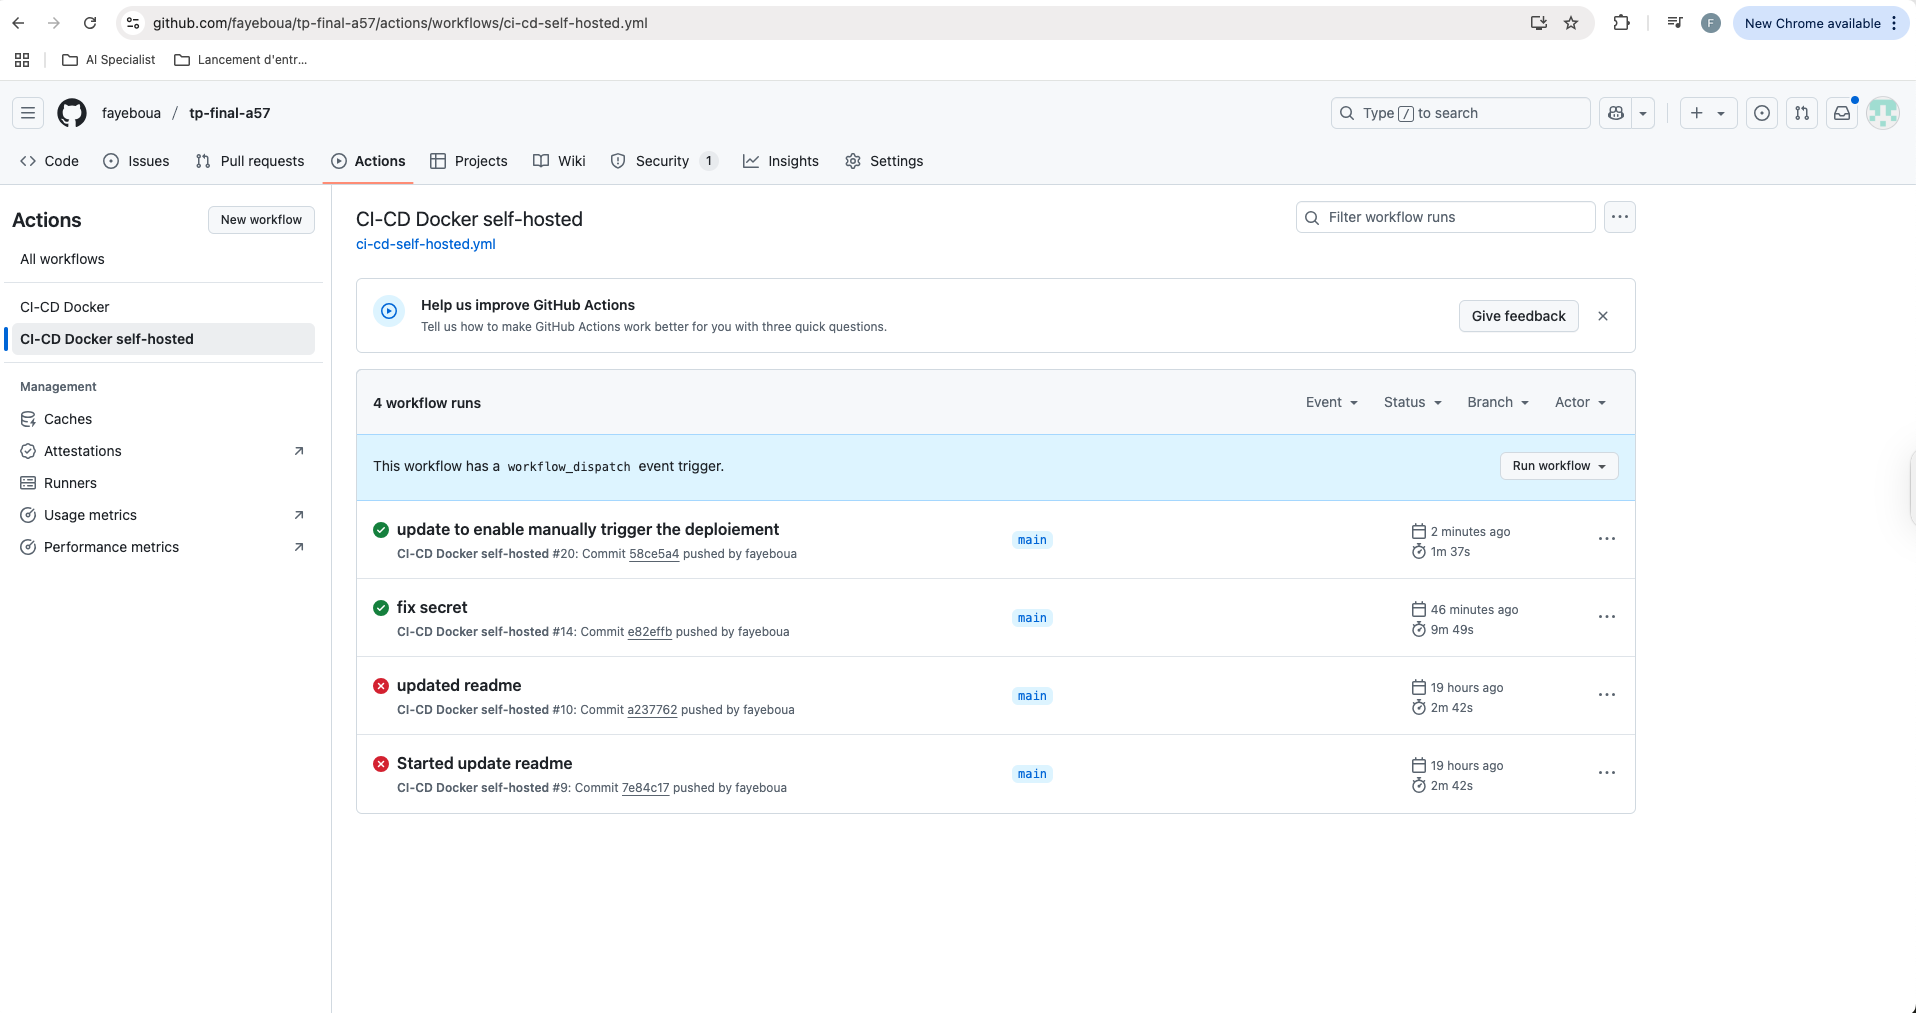 github.com/fayeboua/tp-final-a57/actions/workflows/ci-cd-self-hosted.yml
F
New Chrome available
AI Specialist
Lancement d'entr...
fayeboua / tp-final-a57
Type / to search
Code
Issues
Pull requests
Actions
Projects
Wiki
Security 1
Insights
Settings
Actions
New workflow
All workflows
CI-CD Docker
CI-CD Docker self-hosted
Management
Caches
Attestations
Runners
Usage metrics
Performance metrics
CI-CD Docker self-hosted
ci-cd-self-hosted.yml
Filter workflow runs
Help us improve GitHub Actions
Tell us how to make GitHub Actions work better for you with three quick questions.
Give feedback
4 workflow runs
Event
Status
Branch
Actor
This workflow has a workflow_dispatch event trigger.
Run workflow
update to enable manually trigger the deploiement
CI-CD Docker self-hosted #20: Commit 58ce5a4 pushed by fayeboua
main
2 minutes ago
1m 37s
fix secret
CI-CD Docker self-hosted #14: Commit e82effb pushed by fayeboua
main
46 minutes ago
9m 49s
updated readme
CI-CD Docker self-hosted #10: Commit a237762 pushed by fayeboua
main
19 hours ago
2m 42s
Started update readme
CI-CD Docker self-hosted #9: Commit 7e84c17 pushed by fayeboua
main
19 hours ago
2m 42s